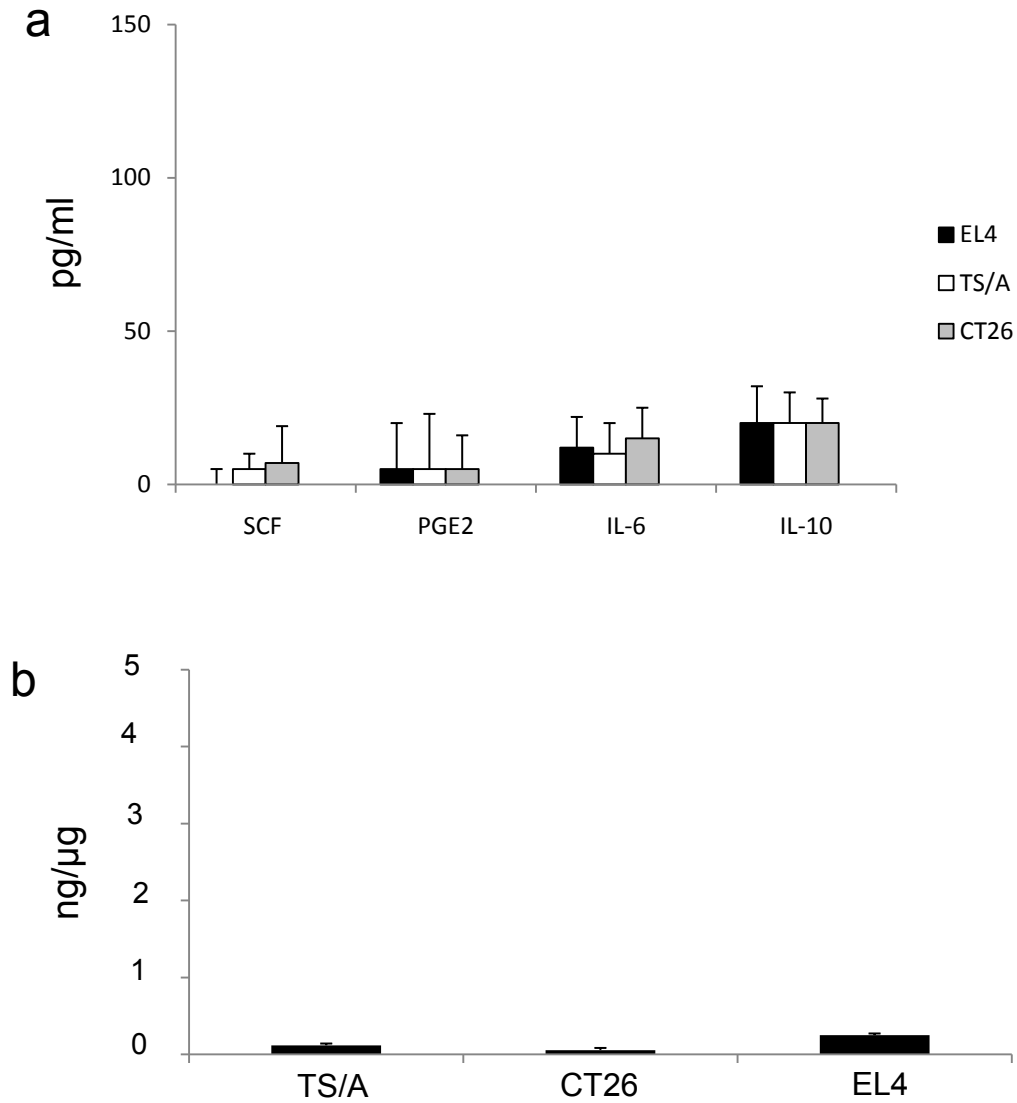 a
150
100
50
0
pg/ml
SCF PGE2 IL-6 IL-10
EL4
TS/A
CT26
b
5
4
3
2
1
0
ng/µg
TS/A CT26 EL4